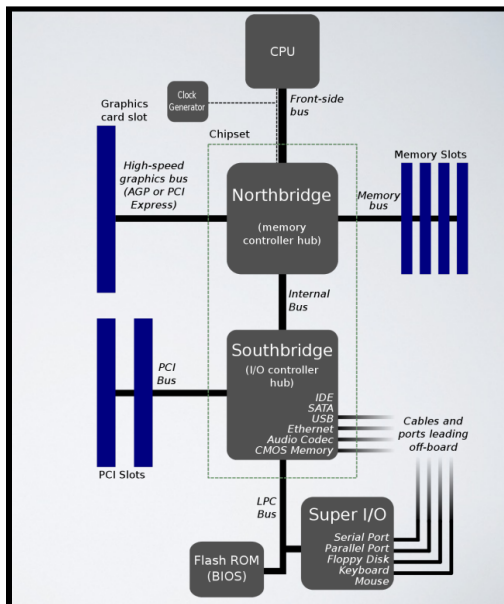 CPU
Clock
Generator
Graphics
card slot
Front-side
bus
Chipset
High-speed
graphics bus
(AGP or PCI
Express)
Northbridge
(memory
controller hub)
Memory
bus
Memory Slots
Internal
Bus
Southbridge
(I/O controller
hub)
PCI
Bus
IDE
SATA
USB
Ethernet
Audio Codec
CMOS Memory
Cables and
ports leading
off-board
PCI Slots
LPC
Bus
Super I/O
Serial Port
Parallel Port
Floppy Disk
Keyboard
Mouse
Flash ROM
(BIOS)